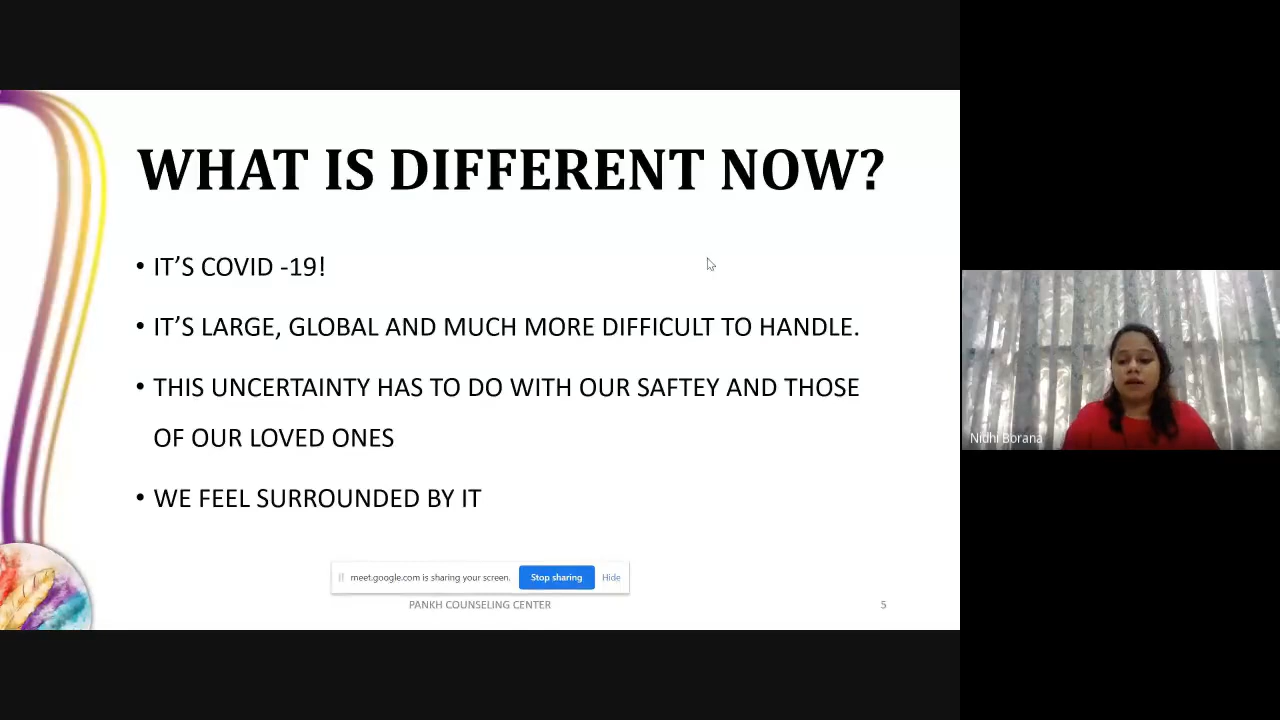 WHAT IS DIFFERENT NOW?
• IT’S COVID -19!
• IT’S LARGE, GLOBAL AND MUCH MORE DIFFICULT TO HANDLE.
• THIS UNCERTAINTY HAS TO DO WITH OUR SAFTEY AND THOSE
OF OUR LOVED ONES
• WE FEEL SURROUNDED BY IT
meet.google.com is sharing your screen. Stop sharing Hide
PANKH COUNSELING CENTER 5
Nidhi Borana